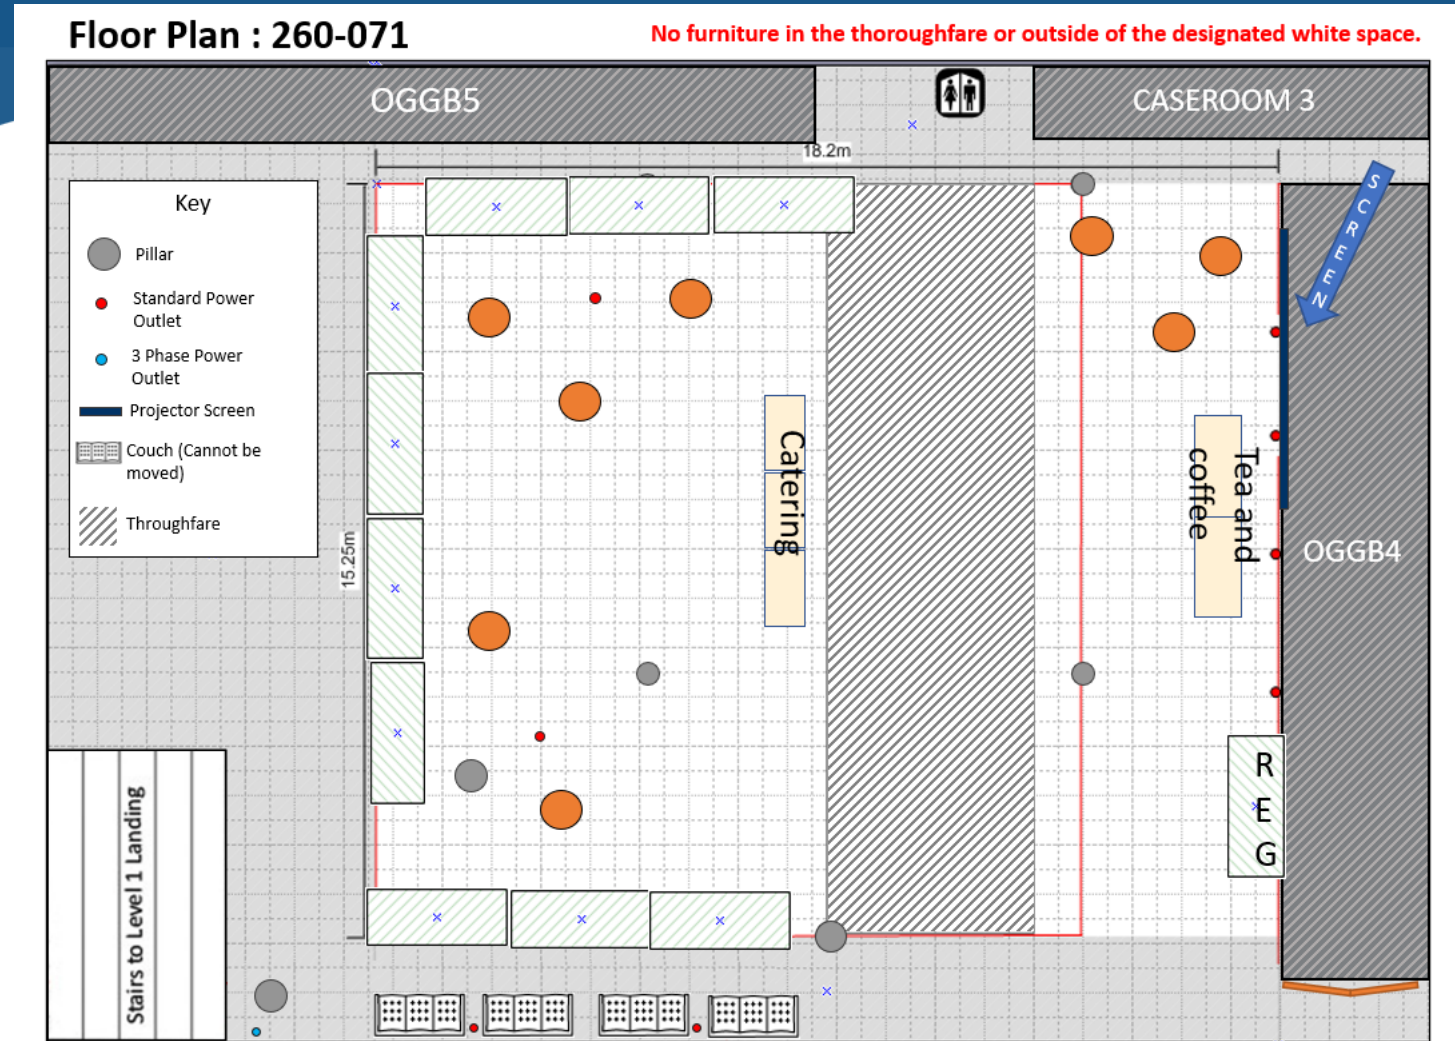 Floor Plan : 260-071
No furniture in the thoroughfare or outside of the designated white space.
OGGB5
CASEROOM 3
18.2m
SCREEN
Key
Pillar
Standard Power
Outlet
3 Phase Power
Outlet
Projector Screen
Couch (Cannot be
moved)
Throughfare
15.25m
Catering
Tea and
coffee
OGGB4
REG
Stairs to Level 1 Landing